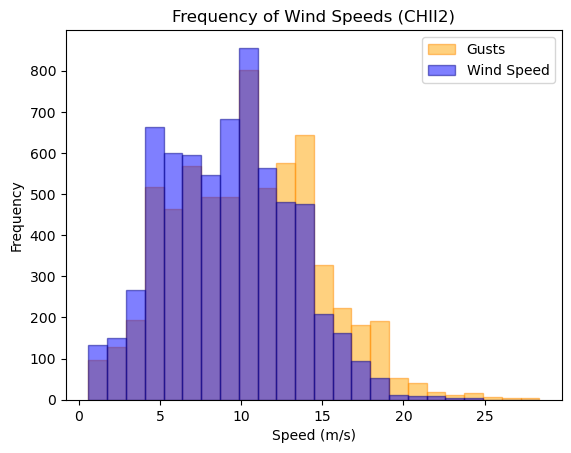 Frequency of Wind Speeds (CHII2)
Gusts
Wind Speed
Frequency
800
700
600
500
400
300
200
100
0
0 5 10 15 20 25
Speed (m/s)